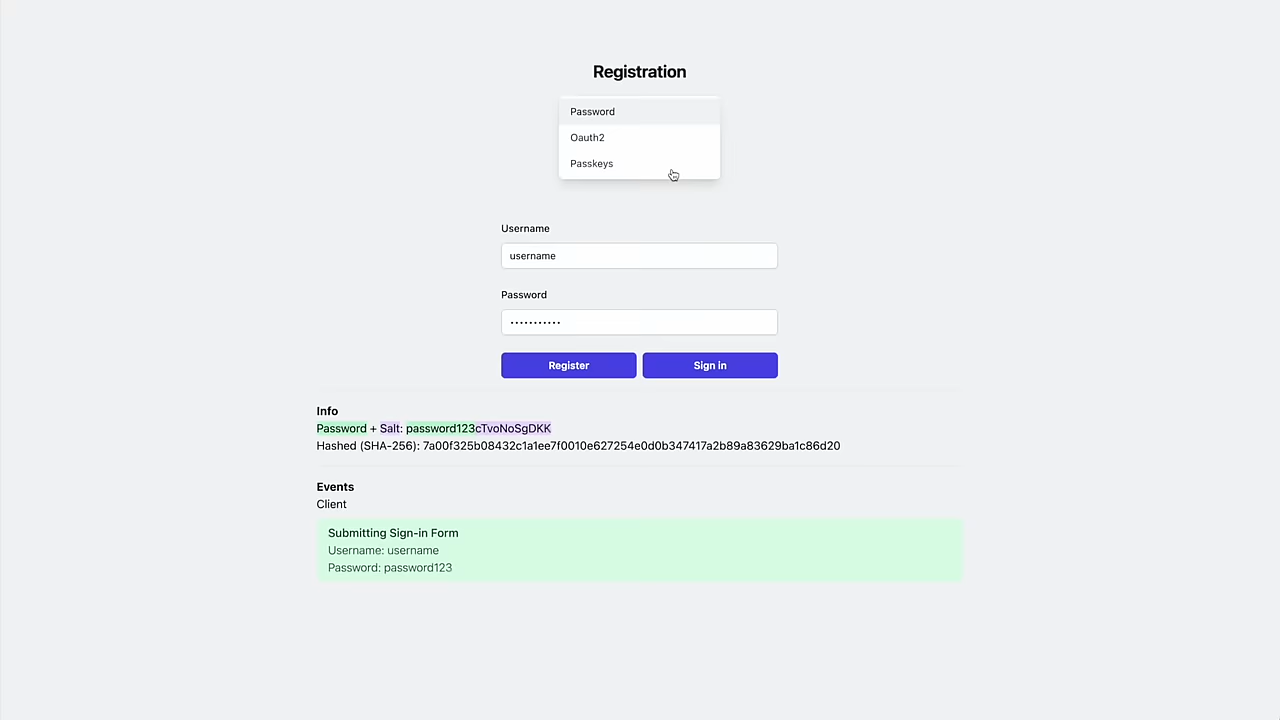 Registration
Password
Oauth2
Passkeys
Username
username
Password
•••••••••••
Register
Sign in
Info
Password + Salt: password123cTvoNoSgDKK
Hashed (SHA-256): 7a00f325b08432c1a1ee7f0010e627254e0d0b347417a2b89a83629ba1c86d20
Events
Client
Submitting Sign-in Form
Username: username
Password: password123